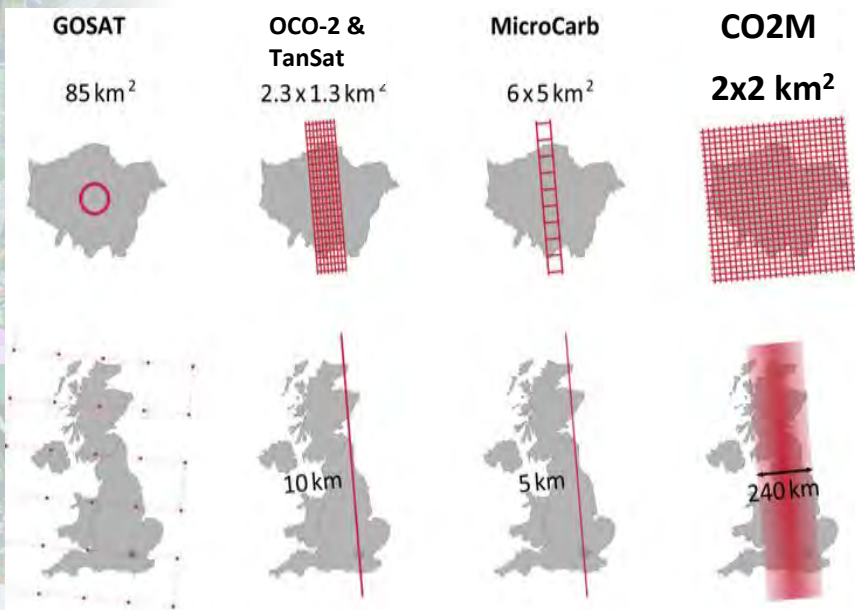 GOSAT
85 km²
OCO-2 &
TanSat
2.3 x 1.3 km²
MicroCarb
6 x 5 km²
CO2M
2x2 km²
10 km
5 km
240 km